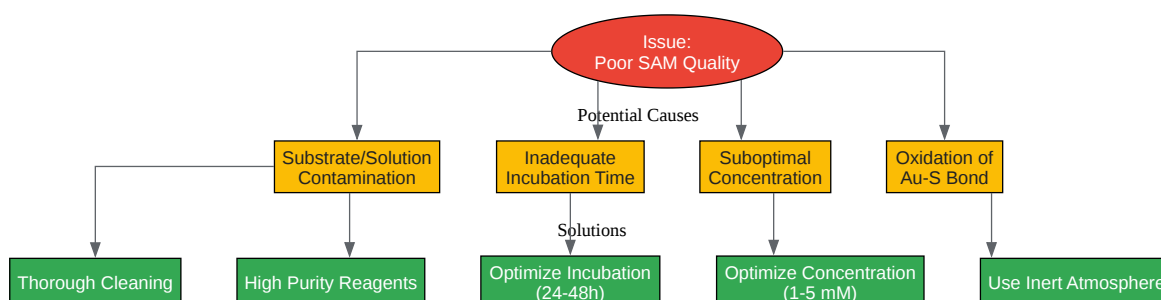 Issue:
Poor SAM Quality
Potential Causes
Substrate/Solution
Contamination
Inadequate
Incubation Time
Suboptimal
Concentration
Oxidation of
Au-S Bond
Solutions
Thorough Cleaning
High Purity Reagents
Optimize Incubation
(24-48h)
Optimize Concentration
(1-5 mM)
Use Inert Atmosphere